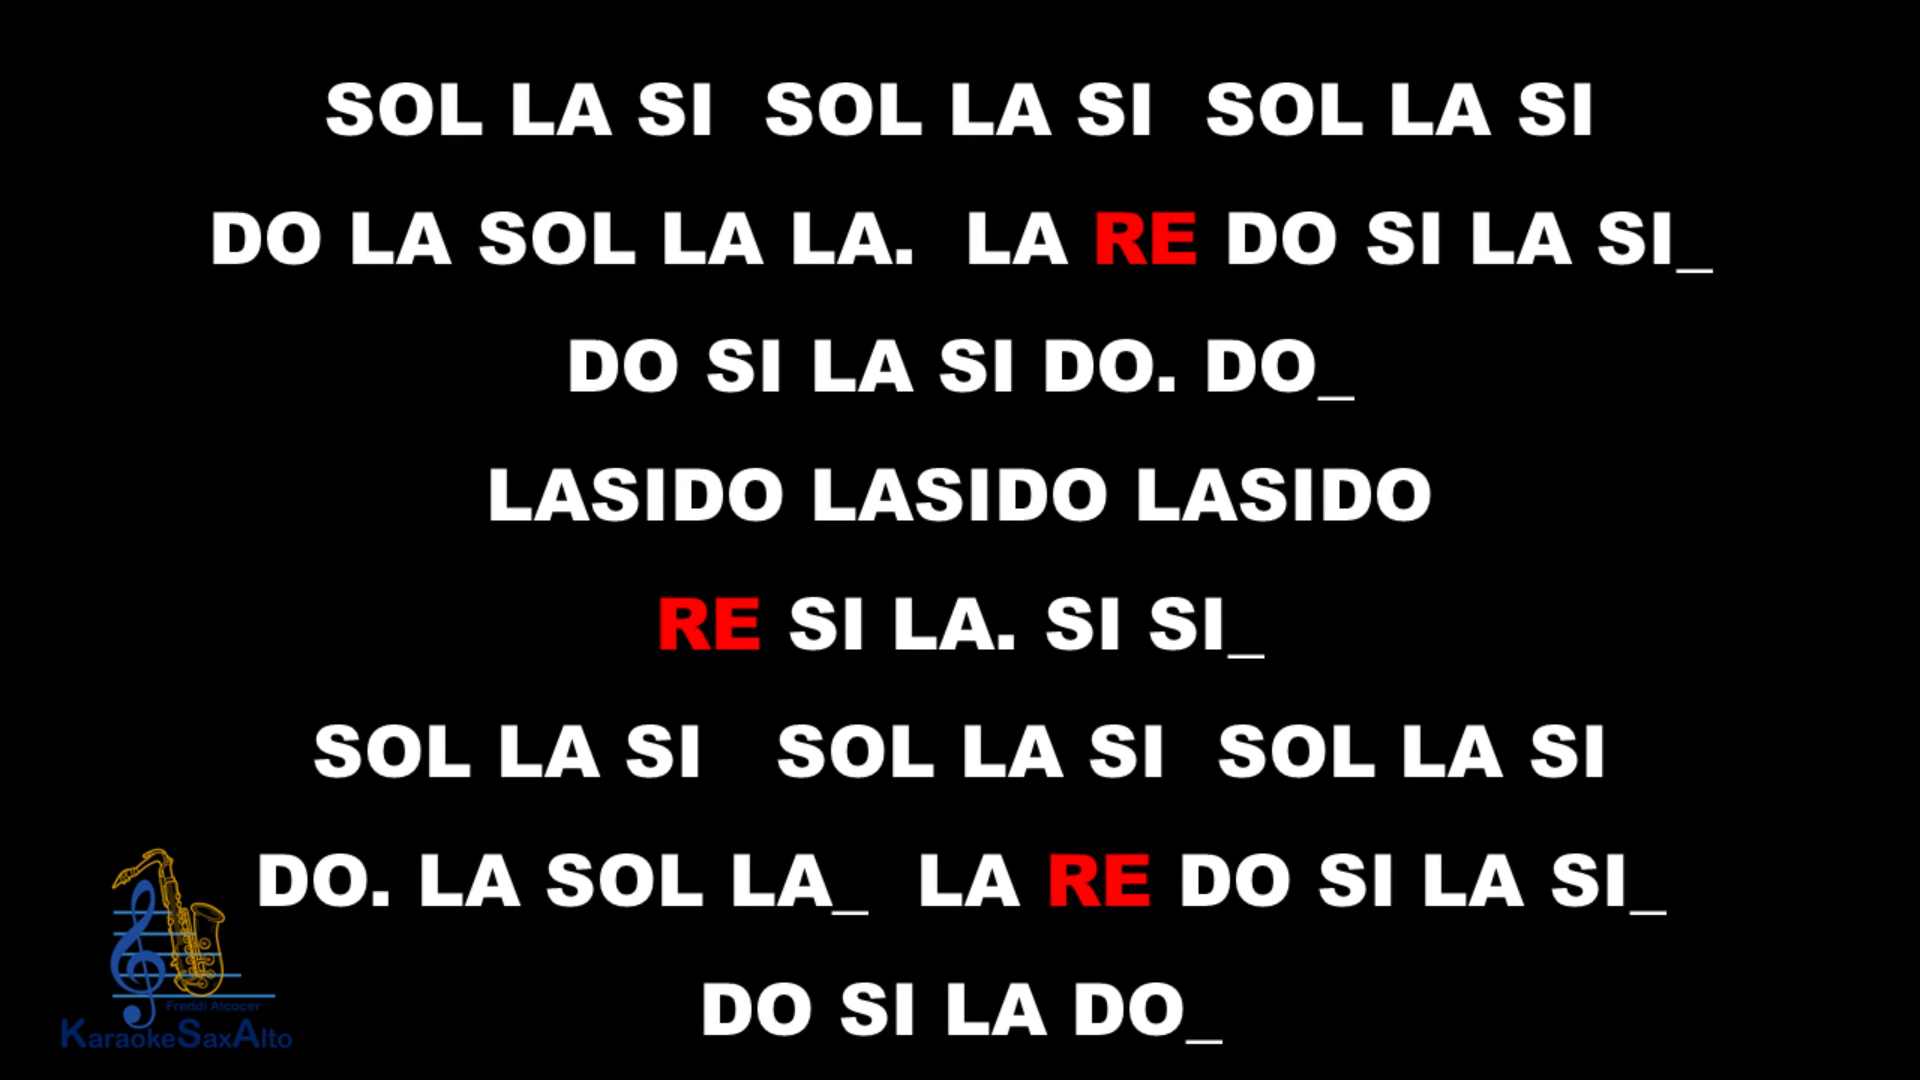 SOL LA SI  SOL LA SI  SOL LA SI
DO LA SOL LA LA.  LA RE DO SI LA SI_
DO SI LA SI DO. DO_
LASIDO LASIDO LASIDO
RE SI LA. SI SI_
SOL LA SI   SOL LA SI  SOL LA SI
DO. LA SOL LA_  LA RE DO SI LA SI_
DO SI LA DO_
Freddi Alcocer
KaraokeSaxAlto